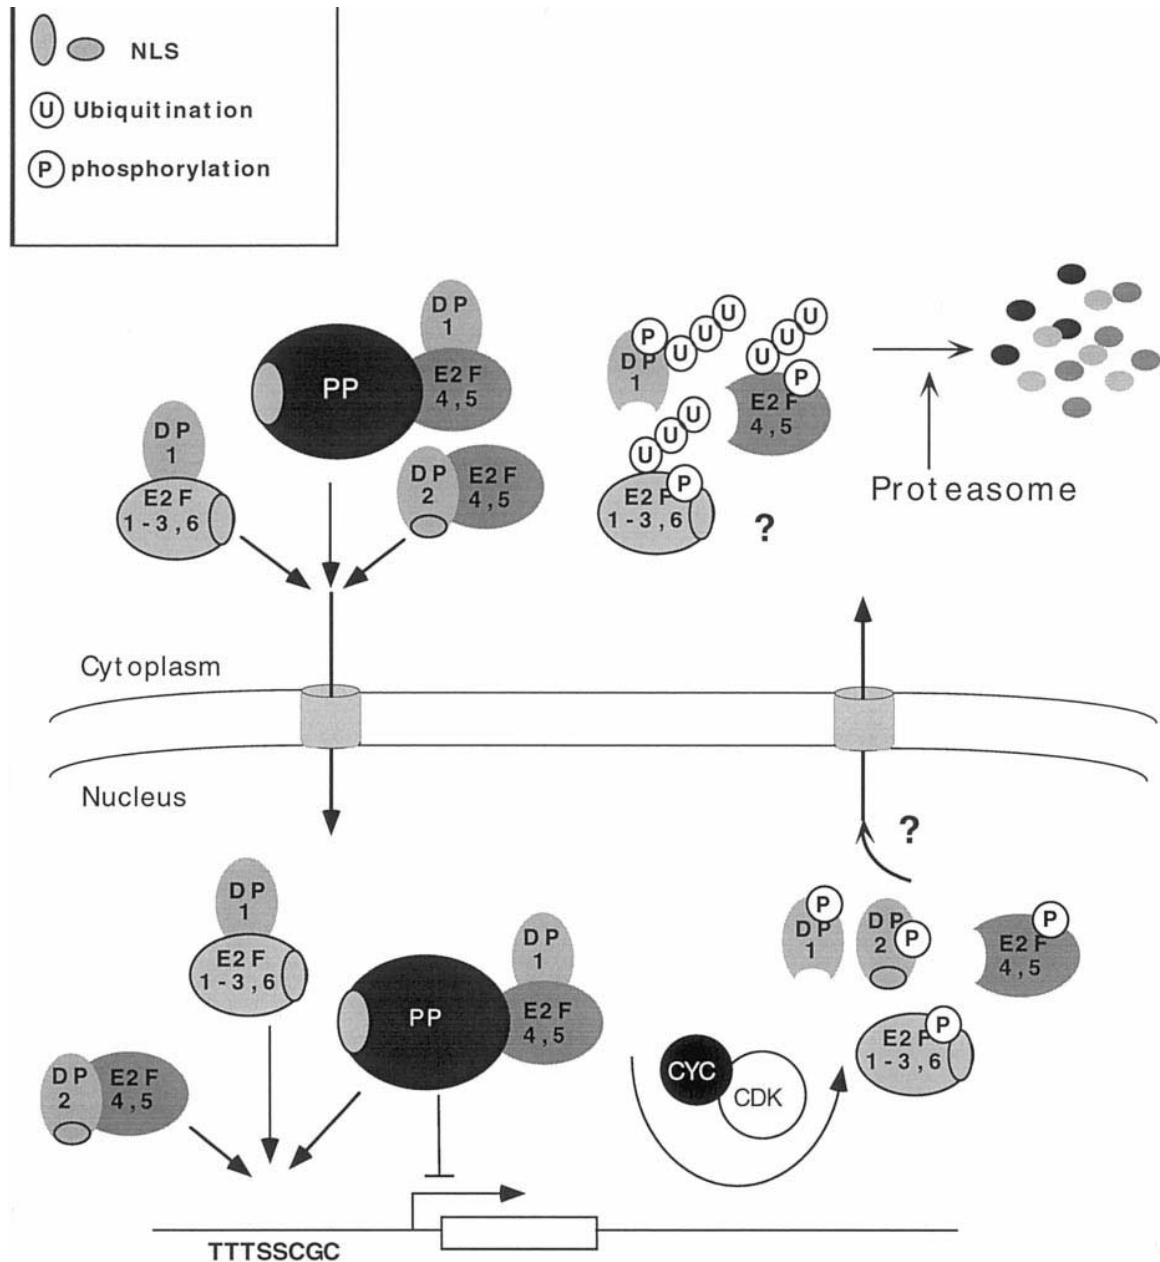 NLS
U Ubiquitination
P phosphorylation
DP
1
PP
E2F
4,5
DP
1
E2F
1-3,6
DP
2
E2F
4,5
P
U U U
DP
1
U U U
P
E2F
4,5
U U U
P
E2F
1-3,6
?
Proteasome
Cytoplasm
Nucleus
?
DP
1
E2F
1-3,6
DP
1
PP
E2F
4,5
DP
2
E2F
4,5
P
DP
1
DP
2
P
P
E2F
4,5
P
E2F
1-3,6
CYC
CDK
TTTSSCGC